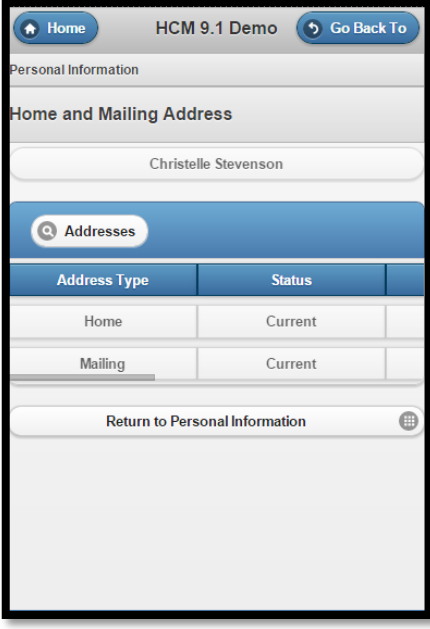 Home HCM 9.1 Demo Go Back To
Personal Information
Home and Mailing Address
Christelle Stevenson
Addresses
Address Type Status
Home Current
Mailing Current
Return to Personal Information